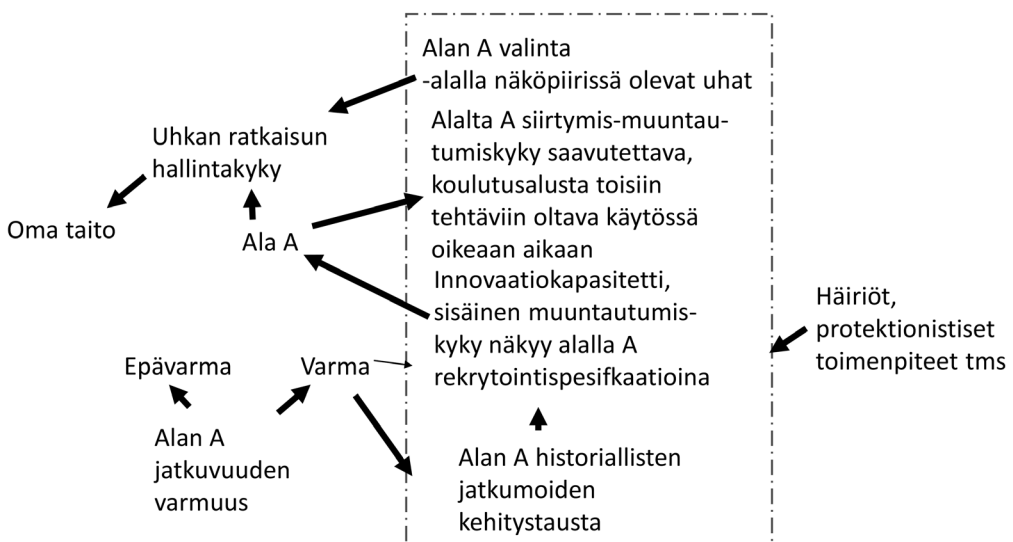 Alan A valinta
-alalla näköpiirissä olevat uhat
Uhkan ratkaisun
hallintakyky
Alalta A siirtymis-muuntau-
tumiskyky saavutettava,
koulutusalusta toisiin
tehtäviin oltava käytössä
oikeaan aikaan
Oma taito
Ala A
Innovaatiokapasitetti,
sisäinen muuntautumis-
kyky näkyy alalla A
rekrytointispesifkaatioina
Häiriöt,
protektionistiset
toimenpiteet tms
Epävarma
Varma
Alan A
jatkuvuuden
varmuus
Alan A historiallisten
jatkumoiden
kehitystausta